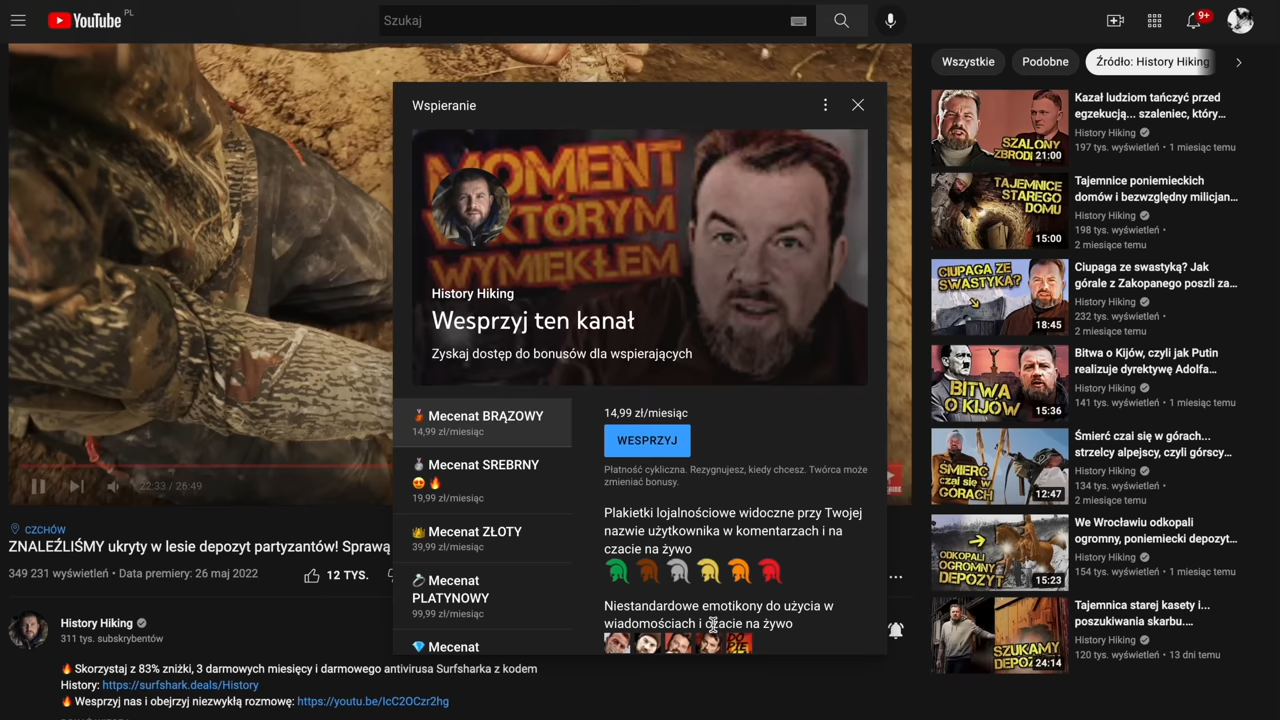 YouTube PL
Szukaj
9+
Wszystkie
Podobne
Źródło: History Hiking
Wspieranie
MOMENT
W KTÓRYM
WYMIĘKŁEM
History Hiking
Wesprzyj ten kanał
Zyskaj dostęp do bonusów dla wspierających
Mecenat BRĄZOWY
14,99 zł/miesiąc
Mecenat SREBRNY
19,99 zł/miesiąc
Mecenat ZŁOTY
39,99 zł/miesiąc
Mecenat
PLATYNOWY
99,99 zł/miesiąc
Mecenat
14,99 zł/miesiąc
WESPRZYJ
Płatność cykliczna. Rezygnujesz, kiedy chcesz. Twórca może
zmieniać bonusy.
Plakietki lojalnościowe widoczne przy Twojej
nazwie użytkownika w komentarzach i na
czacie na żywo
Niestandardowe emotikony do użycia w
wiadomościach i czacie na żywo
22:33 / 26:49
CZCHÓW
ZNALEŹLIŚMY ukryty w lesie depozyt partyzantów! Sprawą
349 231 wyświetleń • Data premiery: 26 maj 2022
12 TYS.
History Hiking
311 tys. subskrybentów
Skorzystaj z 83% zniżki, 3 darmowych miesięcy i darmowego antivirusa Surfsharka z kodem
History: https://surfshark.deals/History
Wesprzyj nas i obejrzyj niezwykłą rozmowę: https://youtu.be/IcC2OCzr2hg
SZALONY
ZBROD
21:00
Kazał ludziom tańczyć przed
egzekucją... szaleniec, który...
History Hiking
197 tys. wyświetleń • 1 miesiąc temu
TAJEMNICE
STAREGO
DOMU
15:00
Tajemnice poniemieckich
domów i bezwzględny milicjan...
History Hiking
198 tys. wyświetleń •
2 miesiące temu
CIUPAGA ZE
SWASTYKĄ?
18:45
Ciupaga ze swastyką? Jak
górale z Zakopanego poszli za...
History Hiking
232 tys. wyświetleń •
2 miesiące temu
BITWA
O KIJÓW
15:36
Bitwa o Kijów, czyli jak Putin
realizuje dyrektywę Adolfa...
History Hiking
141 tys. wyświetleń • 1 miesiąc temu
ŚMIERĆ
czai się w
GÓRACH
12:47
Śmierć czai się w górach...
strzelcy alpejscy, czyli górscy...
History Hiking
134 tys. wyświetleń •
2 miesiące temu
ODKOPALI
OGROMNY
DEPOZYT
15:23
We Wrocławiu odkopali
ogromny, poniemiecki depozyt...
History Hiking
154 tys. wyświetleń • 1 miesiąc temu
SZUKAMY
DEPOZ
24:14
Tajemnica starej kasety i...
poszukiwania skarbu....
History Hiking
120 tys. wyświetleń • 13 dni temu